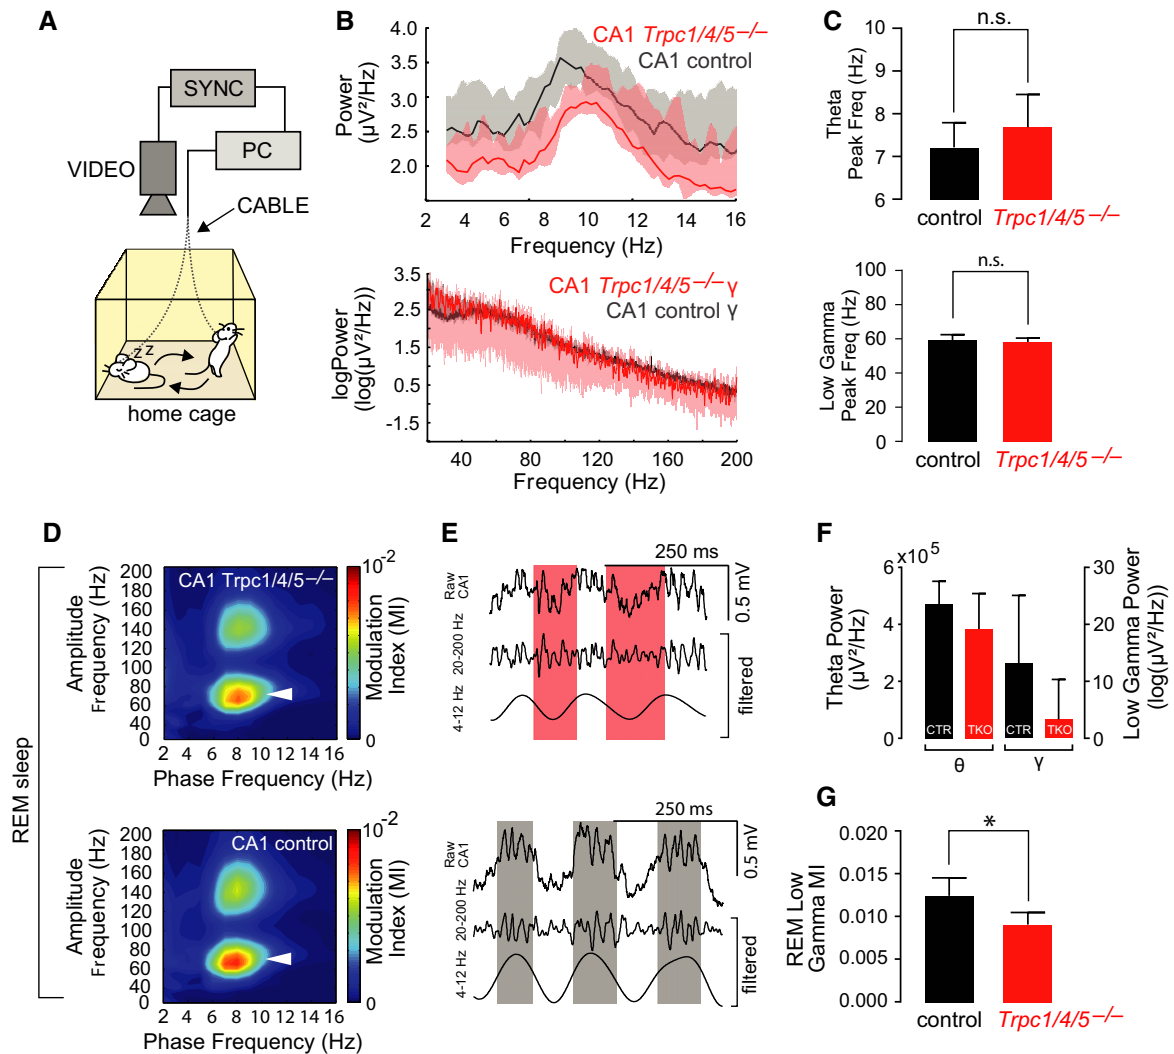 A
SYNC
PC
VIDEO
CABLE
z z
home cage
B
4.0
3.5
3.0
2.5
2.0
Power
(µV²/Hz)
CA1 Trpc1/4/5−/−
CA1 control
2 4 6 8 10 12 14 16
Frequency (Hz)
3.5
2.5
1.5
0.5
-1.5
logPower
(log(µV²/Hz))
CA1 Trpc1/4/5−/− γ
CA1 control γ
40 80 120 160 200
Frequency (Hz)
C
n.s.
10
9
8
7
6
Theta
Peak Freq (Hz)
control Trpc1/4/5−/−
n.s.
100
80
60
40
20
0
Low Gamma
Peak Freq (Hz)
control Trpc1/4/5−/−
D
REM sleep
CA1 Trpc1/4/5−/−
200
180
160
140
120
100
80
60
40
0
Amplitude
Frequency (Hz)
2 4 6 8 10 12 14 16
Phase Frequency (Hz)
10-2
0
Modulation
Index (MI)
CA1 control
200
180
160
140
120
100
80
60
40
0
Amplitude
Frequency (Hz)
2 4 6 8 10 12 14 16
Phase Frequency (Hz)
10-2
0
Modulation
Index (MI)
E
250 ms
0.5 mV
Raw
CA1
20-200 Hz
4-12 Hz
filtered
250 ms
0.5 mV
Raw
CA1
20-200 Hz
4-12 Hz
filtered
F
x10⁵
6
4
2
0
Theta Power
(µV²/Hz)
CTR TKO CTR TKO
θ γ
30
20
10
0
Low Gamma Power
(log(µV²/Hz))
G
*
0.020
0.015
0.010
0.005
0.000
REM Low
Gamma MI
control Trpc1/4/5−/−